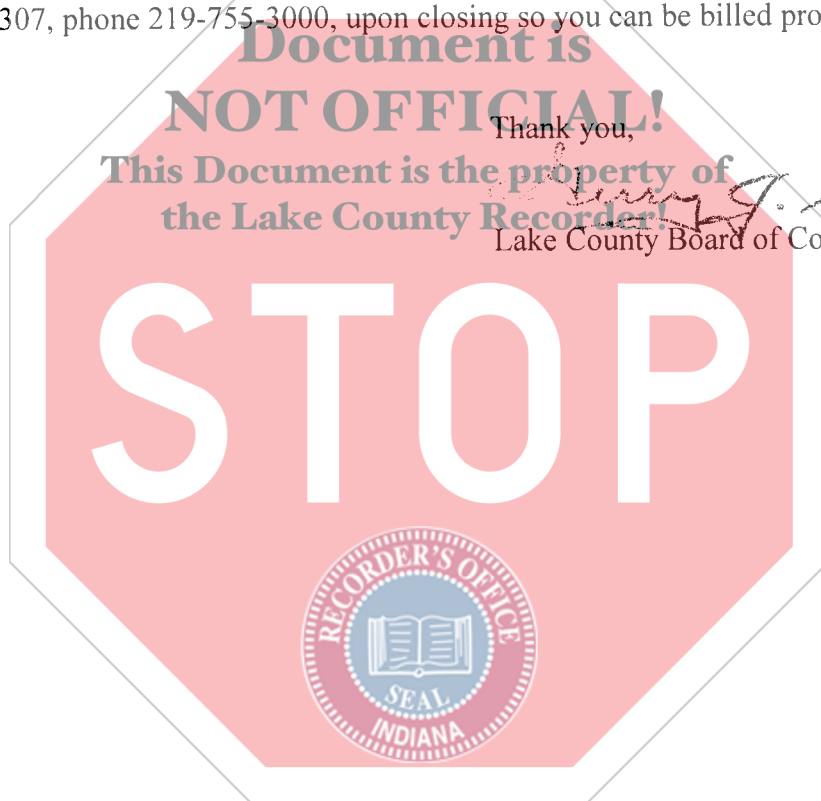 307, phone 219-755-3000, upon closing so you can be billed pro
Document is
NOT OFFICIAL!
Thank you,
This Document is the property of
the Lake County Recorder!
Lake County Board of Co
STOP
RECORDER'S OFFICE
SEAL
INDIANA